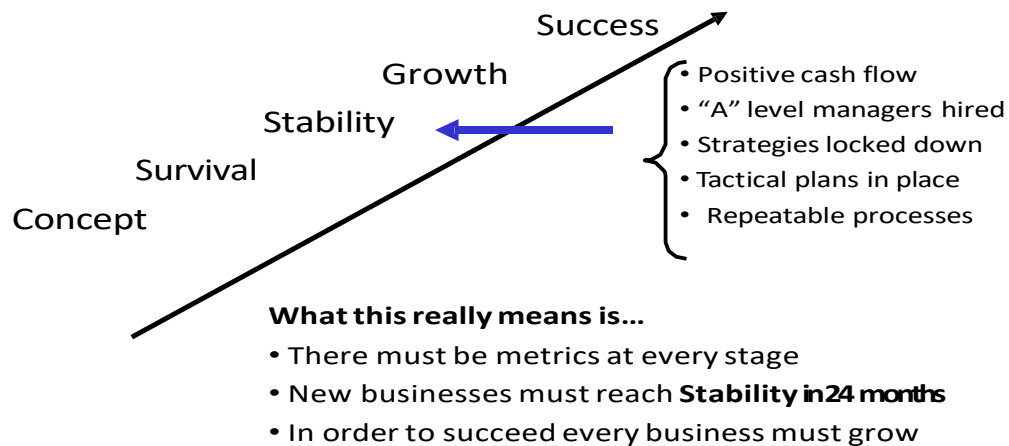 Success
Growth
Stability
Survival
Concept
• Positive cash flow
• “A” level managers hired
• Strategies locked down
• Tactical plans in place
• Repeatable processes
What this really means is...
• There must be metrics at every stage
• New businesses must reach Stability in 24 months
• In order to succeed every business must grow